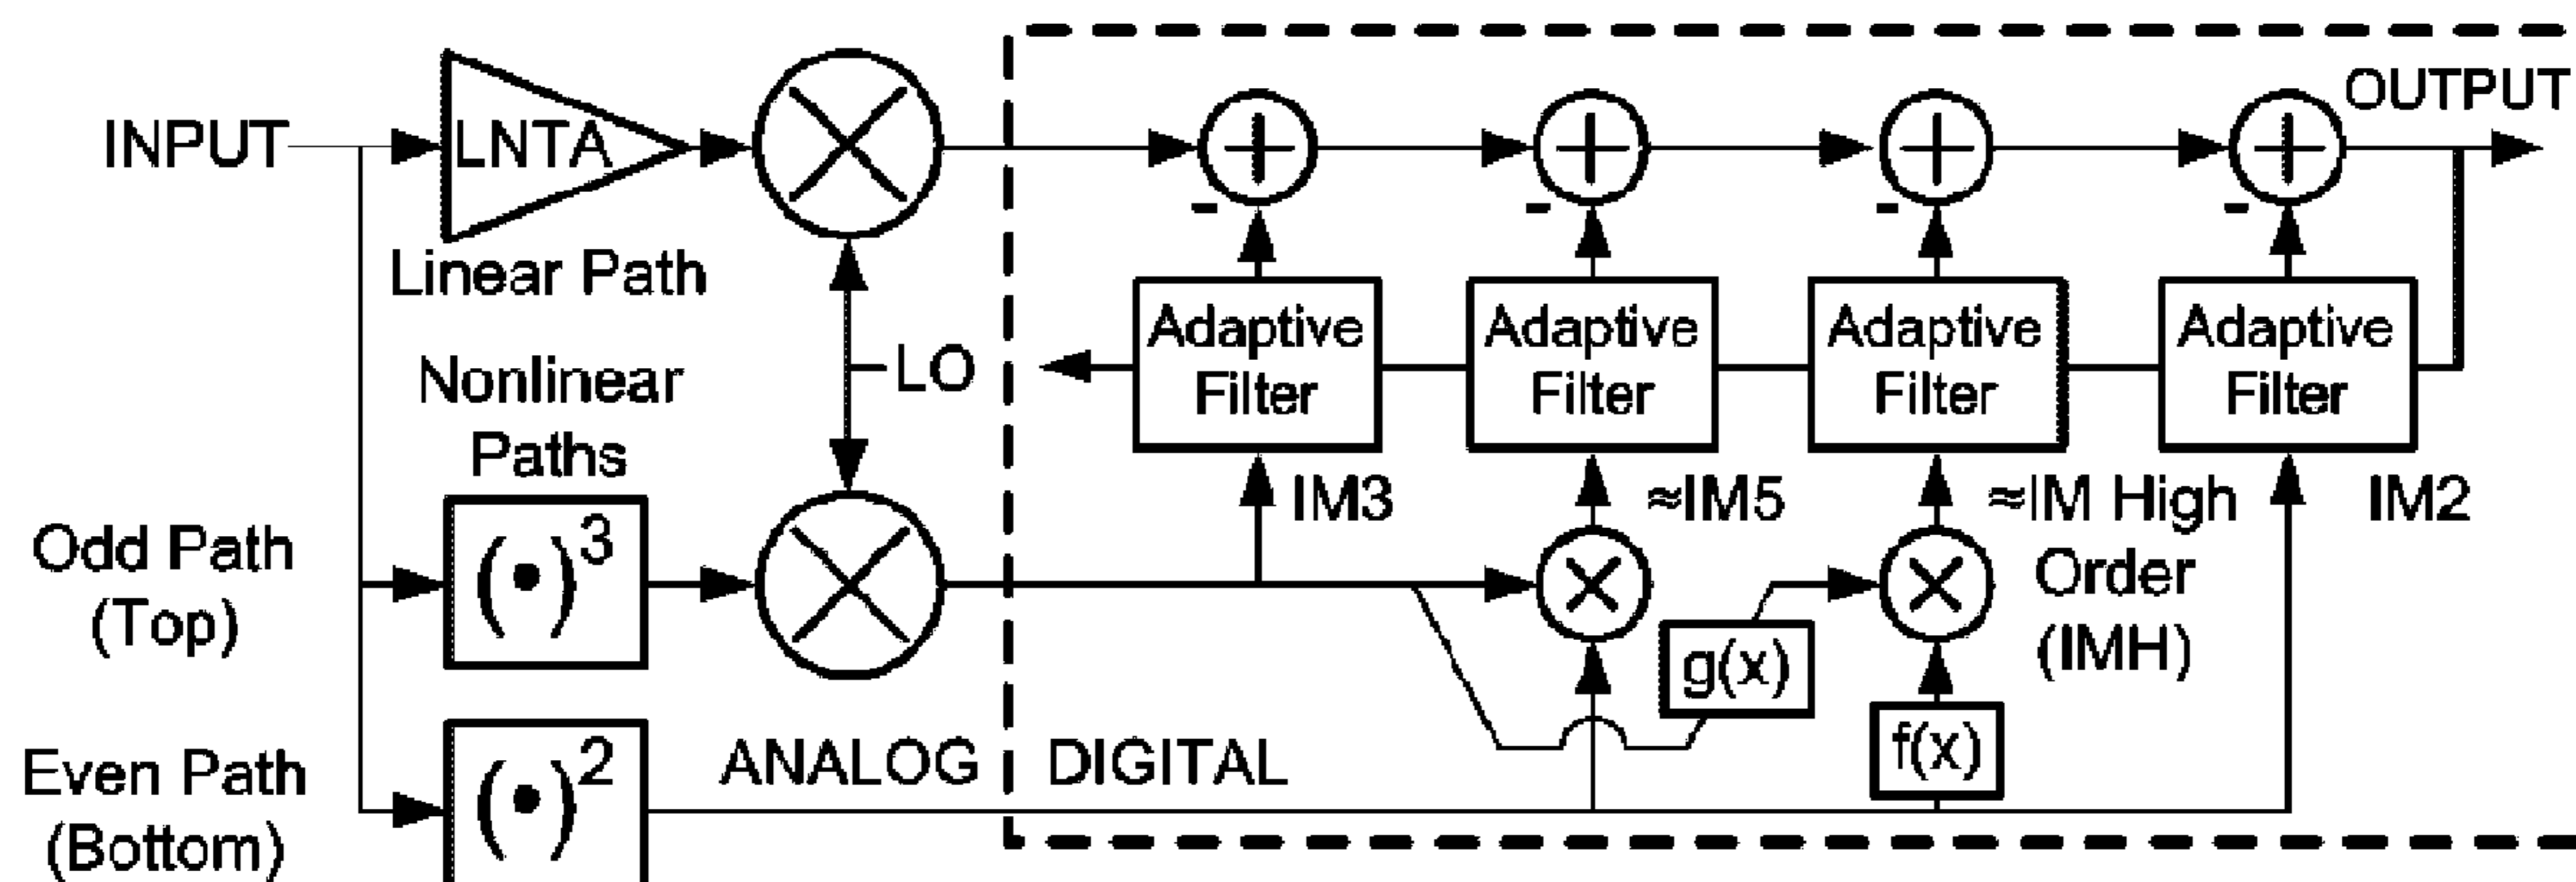 OUTPUT
INPUT
LNTA
Linear Path
Adaptive
Filter
Adaptive
Filter
Adaptive
Filter
Adaptive
Filter
LO
Nonlinear
Paths
IM3
≈IM5
≈IM High
Order
(IMH)
IM2
Odd Path
(Top)
(•)3
g(x)
f(x)
Even Path
(Bottom)
(•)2
ANALOG
DIGITAL